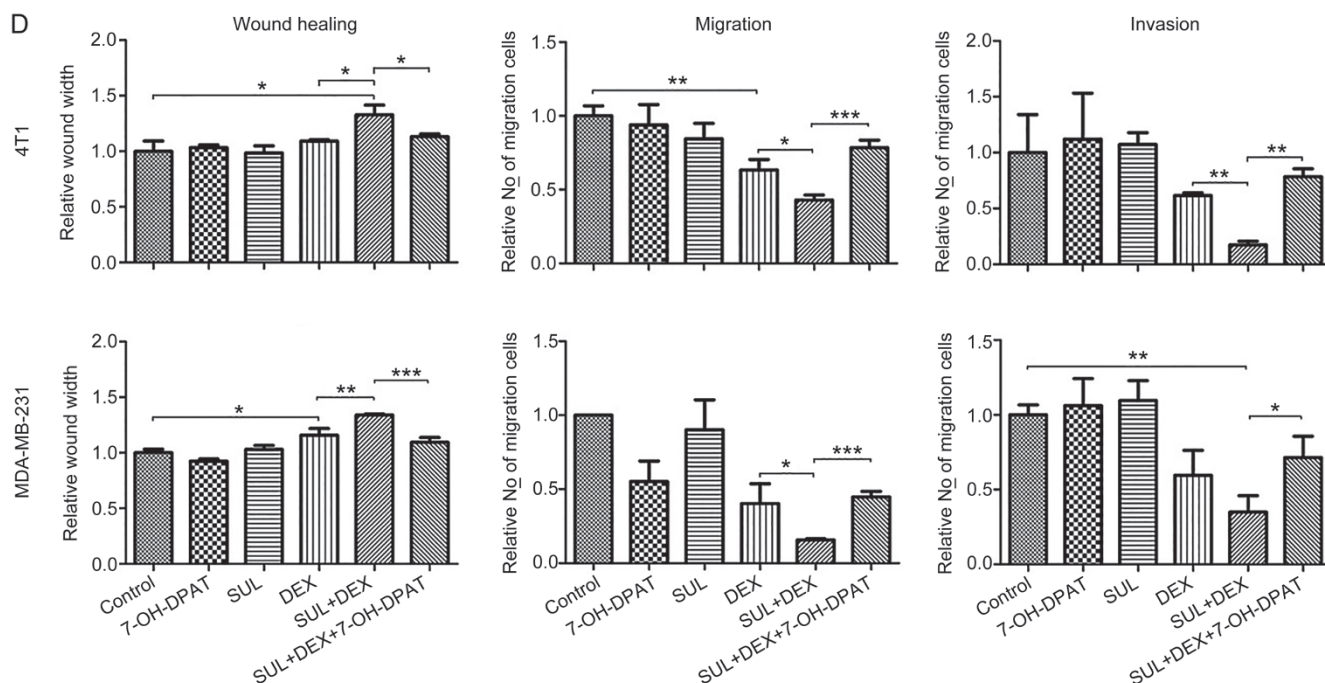 D
Wound healing
Migration
Invasion
4T1
Relative wound width
2.0
1.5
1.0
0.5
0.0
*
*
*
Relative No of migration cells
1.5
1.0
0.5
0.0
**
*
***
Relative No of migration cells
2.0
1.5
1.0
0.5
0.0
**
**
MDA-MB-231
Relative wound width
2.0
1.5
1.0
0.5
0.0
*
**
***
Relative No of migration cells
1.5
1.0
0.5
0.0
*
***
Relative No of migration cells
1.5
1.0
0.5
0.0
**
*
Control
7-OH-DPAT
SUL
DEX
SUL+DEX
SUL+DEX+7-OH-DPAT
Control
7-OH-DPAT
SUL
DEX
SUL+DEX
SUL+DEX+7-OH-DPAT
Control
7-OH-DPAT
SUL
DEX
SUL+DEX
SUL+DEX+7-OH-DPAT